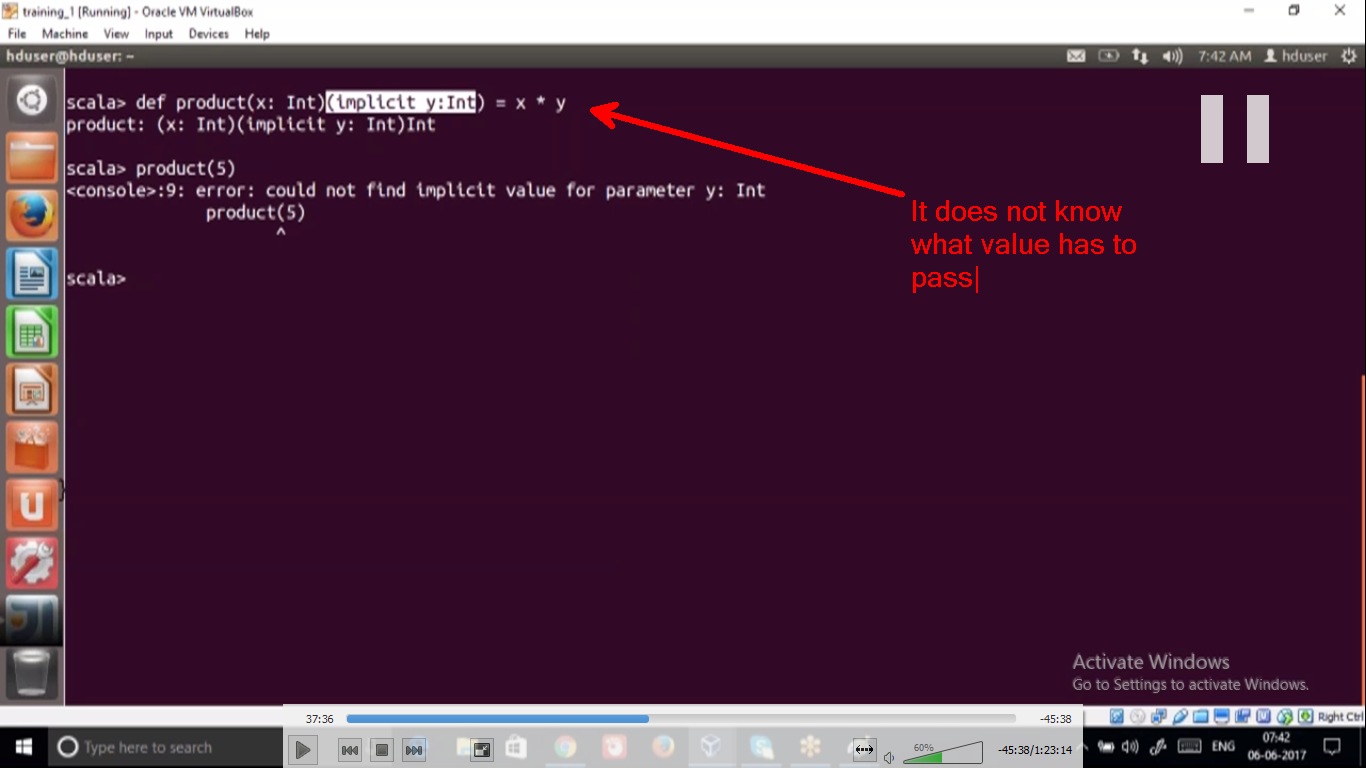 training_1 [Running] - Oracle VM VirtualBox
File Machine View Input Devices Help
hduser@hduser: ~
7:42 AM hduser
scala> def product(x: Int)(implicit y:Int) = x * y
product: (x: Int)(implicit y: Int)Int
scala> product(5)
<console>:9: error: could not find implicit value for parameter y: Int
product(5)
^
scala>
It does not know
what value has to
pass
Activate Windows
Go to Settings to activate Windows.
37:36
-45:38
Right Ctrl
Type here to search
60%
-45:38/1:23:14
ENG
07:42
06-06-2017